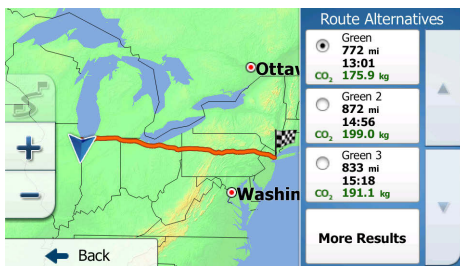 Route Alternatives
Green
772 mi
13:01
CO₂ 175.9 kg
Green 2
872 mi
14:56
CO₂ 199.0 kg
Green 3
833 mi
15:18
CO₂ 191.1 kg
More Results
Ottav
Washin
+
−
Back